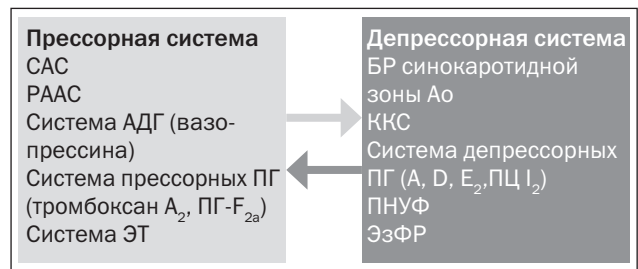 Прессорная система
САС
РААС
Система АДГ (вазо-
прессина)
Система прессорных ПГ
(тромбоксан A₂, ПГ-F₂ₐ)
Система ЭТ
Депрессорная система
БР синокаротидной
зоны Ао
ККС
Система депрессорных
ПГ (A, D, E₂,ПЦ I₂)
ПНУФ
ЭзФР